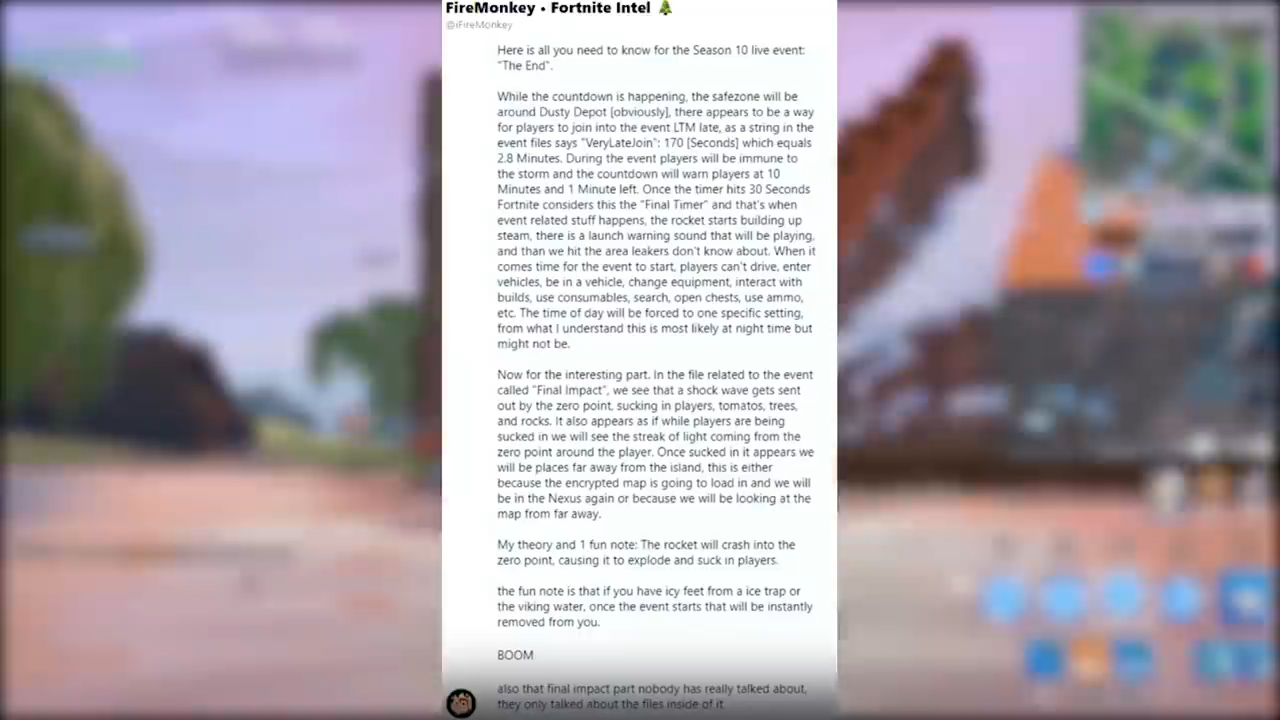 FireMonkey • Fortnite Intel 🎄
@iFireMonkey
Here is all you need to know for the Season 10 live event:
"The End".
While the countdown is happening, the safezone will be
around Dusty Depot [obviously], there appears to be a way
for players to join into the event LTM late, as a string in the
event files says "VeryLateJoin": 170 [Seconds] which equals
2.8 Minutes. During the event players will be immune to
the storm and the countdown will warn players at 10
Minutes and 1 Minute left. Once the timer hits 30 Seconds
Fortnite considers this the "Final Timer" and that's when
event related stuff happens, the rocket starts building up
steam, there is a launch warning sound that will be playing,
and than we hit the area leakers don't know about. When it
comes time for the event to start, players can't drive, enter
vehicles, be in a vehicle, change equipment, interact with
builds, use consumables, search, open chests, use ammo,
etc. The time of day will be forced to one specific setting,
from what I understand this is most likely at night time but
might not be.
Now for the interesting part. In the file related to the event
called "Final Impact", we see that a shock wave gets sent
out by the zero point, sucking in players, tomatos, trees,
and rocks. It also appears as if while players are being
sucked in we will see the streak of light coming from the
zero point around the player. Once sucked in it appears we
will be places far away from the island, this is either
because the encrypted map is going to load in and we will
be in the Nexus again or because we will be looking at the
map from far away.
My theory and 1 fun note: The rocket will crash into the
zero point, causing it to explode and suck in players.
the fun note is that if you have icy feet from a ice trap or
the viking water, once the event starts that will be instantly
removed from you.
BOOM
also that final impact part nobody has really talked about,
they only talked about the files inside of it